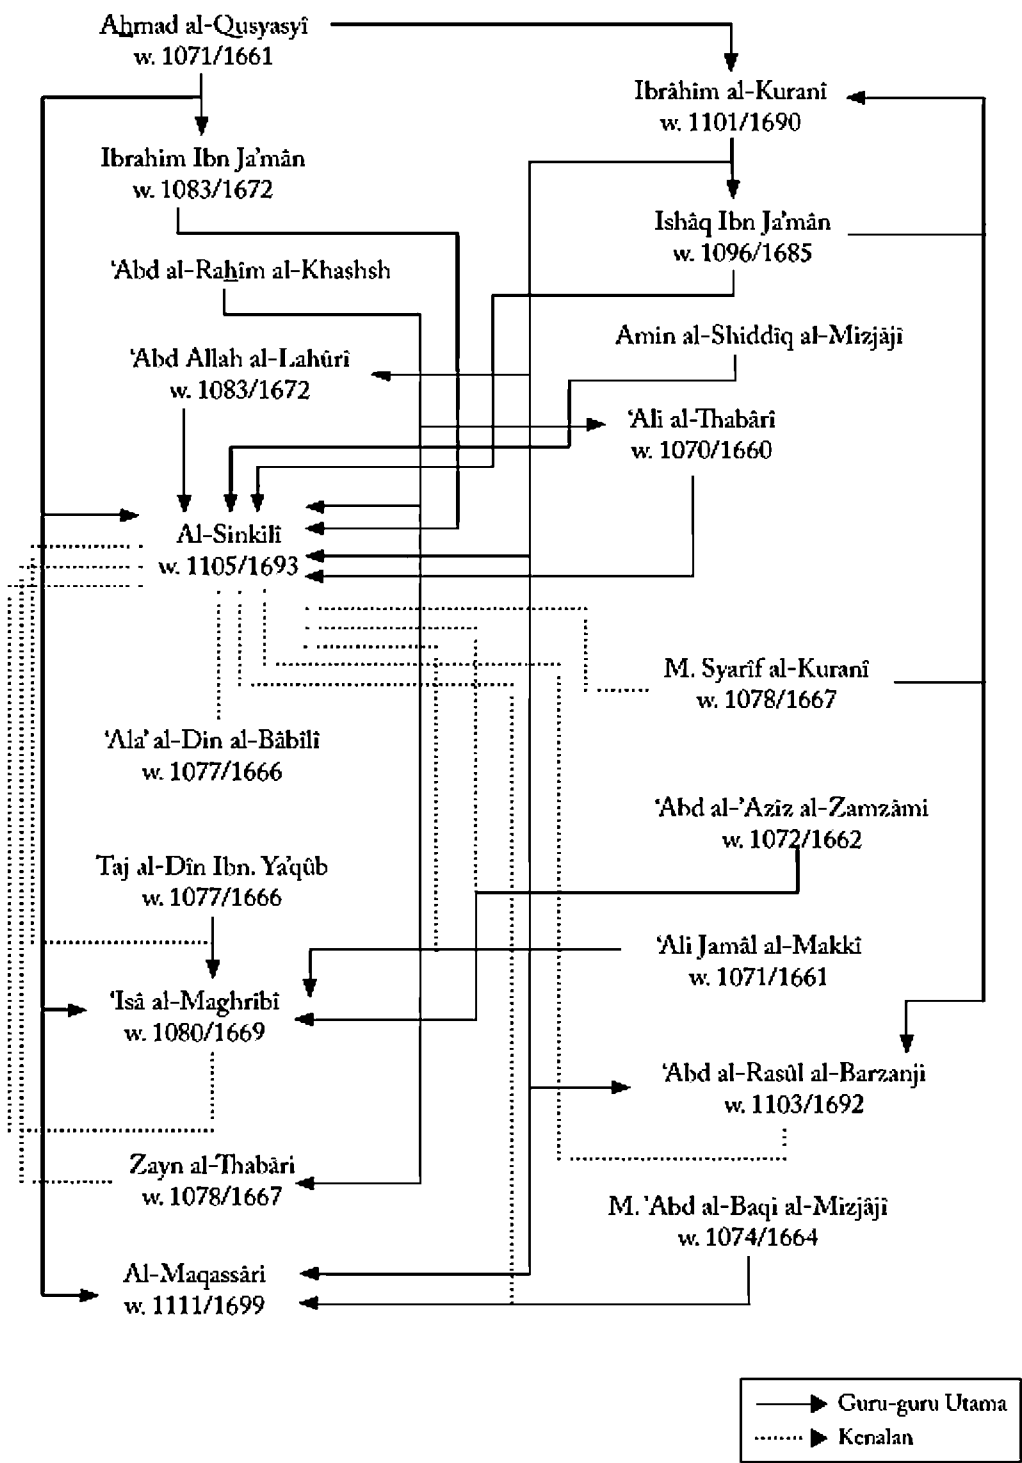 Ahmad al-Qusyasyî
w. 1071/1661
Ibrâhim al-Kuranî
w. 1101/1690
Ibrahim Ibn Ja'mân
w. 1083/1672
Ishâq Ibn Ja'mân
w. 1096/1685
'Abd al-Rahîm al-Khashsh
Amin al-Shiddîq al-Mizjâjî
'Abd Allah al-Lahûrî
w. 1083/1672
'Ali al-Thabârî
w. 1070/1660
Al-Sinkilî
w. 1105/1693
M. Syarîf al-Kuranî
w. 1078/1667
'Ala' al-Din al-Bâbîlî
w. 1077/1666
'Abd al-'Azîz al-Zamzâmi
w. 1072/1662
Taj al-Dîn Ibn. Ya'qûb
w. 1077/1666
'Ali Jamâl al-Makkî
w. 1071/1661
'Isâ al-Maghribî
w. 1080/1669
'Abd al-Rasûl al-Barzanji
w. 1103/1692
Zayn al-Thabâri
w. 1078/1667
M. 'Abd al-Baqi al-Mizjâjî
w. 1074/1664
Al-Maqassâri
w. 1111/1699
Guru-guru Utama
Kenalan